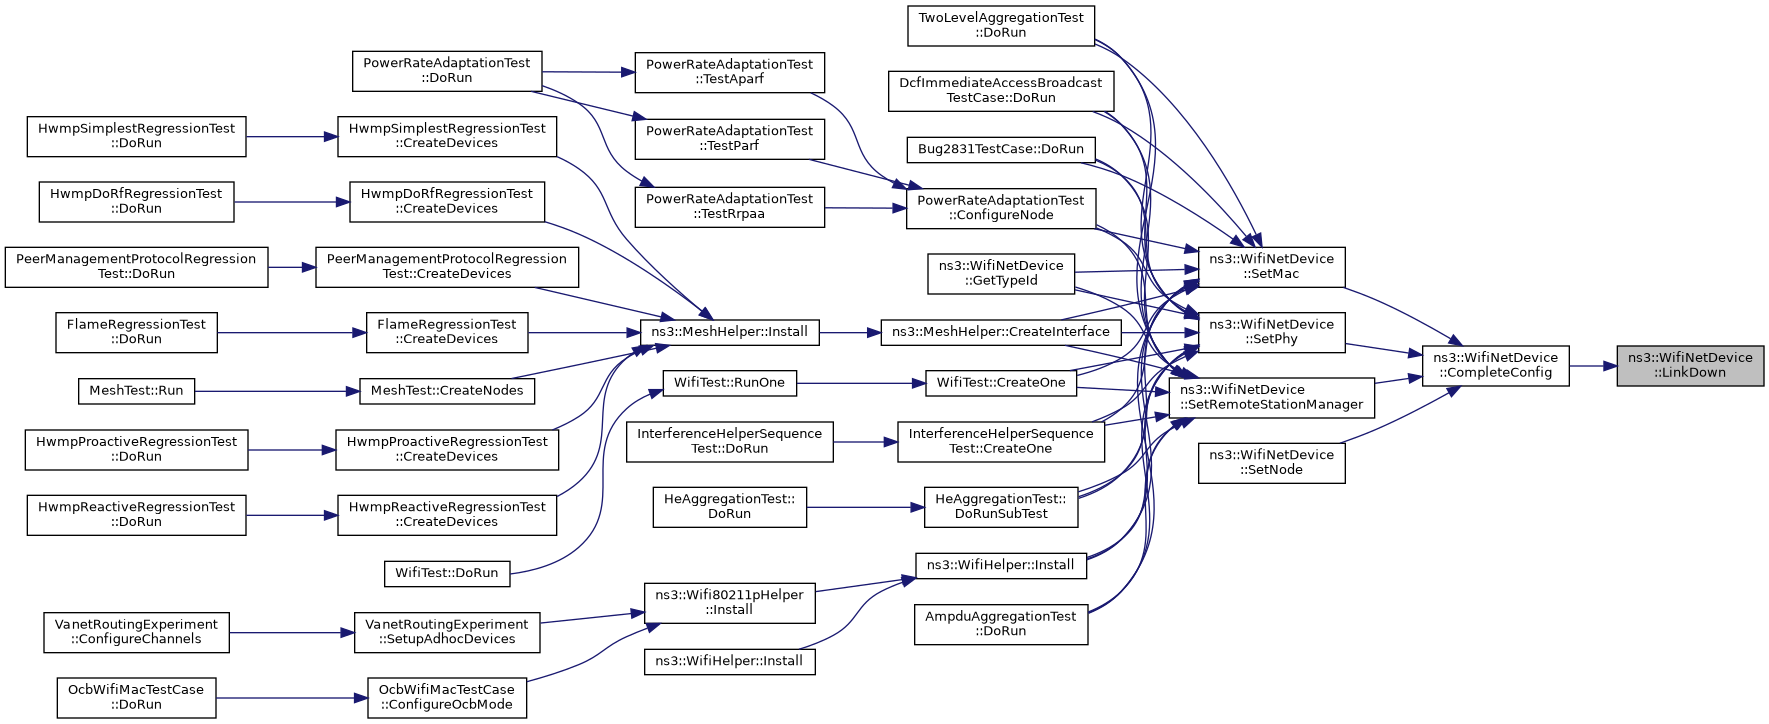 TwoLevelAggregationTest
::DoRun
PowerRateAdaptationTest
::DoRun
PowerRateAdaptationTest
::TestAparf
DcfImmediateAccessBroadcast
TestCase::DoRun
HwmpSimplestRegressionTest
::DoRun
HwmpSimplestRegressionTest
::CreateDevices
PowerRateAdaptationTest
::TestParf
Bug2831TestCase::DoRun
HwmpDoRfRegressionTest
::DoRun
HwmpDoRfRegressionTest
::CreateDevices
PowerRateAdaptationTest
::TestRrpaa
PowerRateAdaptationTest
::ConfigureNode
PeerManagementProtocolRegression
Test::DoRun
PeerManagementProtocolRegression
Test::CreateDevices
ns3::WifiNetDevice
::GetTypeId
ns3::WifiNetDevice
::SetMac
FlameRegressionTest
::DoRun
FlameRegressionTest
::CreateDevices
ns3::MeshHelper::Install
ns3::MeshHelper::CreateInterface
ns3::WifiNetDevice
::SetPhy
ns3::WifiNetDevice
::CompleteConfig
ns3::WifiNetDevice
::LinkDown
MeshTest::Run
MeshTest::CreateNodes
WifiTest::RunOne
WifiTest::CreateOne
ns3::WifiNetDevice
::SetRemoteStationManager
HwmpProactiveRegressionTest
::DoRun
HwmpProactiveRegressionTest
::CreateDevices
InterferenceHelperSequence
Test::DoRun
InterferenceHelperSequence
Test::CreateOne
ns3::WifiNetDevice
::SetNode
HwmpReactiveRegressionTest
::DoRun
HwmpReactiveRegressionTest
::CreateDevices
HeAggregationTest::
DoRun
HeAggregationTest::
DoRunSubTest
WifiTest::DoRun
ns3::WifiHelper::Install
ns3::Wifi80211pHelper
::Install
VanetRoutingExperiment
::ConfigureChannels
VanetRoutingExperiment
::SetupAdhocDevices
AmpduAggregationTest
::DoRun
ns3::WifiHelper::Install
OcbWifiMacTestCase
::DoRun
OcbWifiMacTestCase
::ConfigureOcbMode